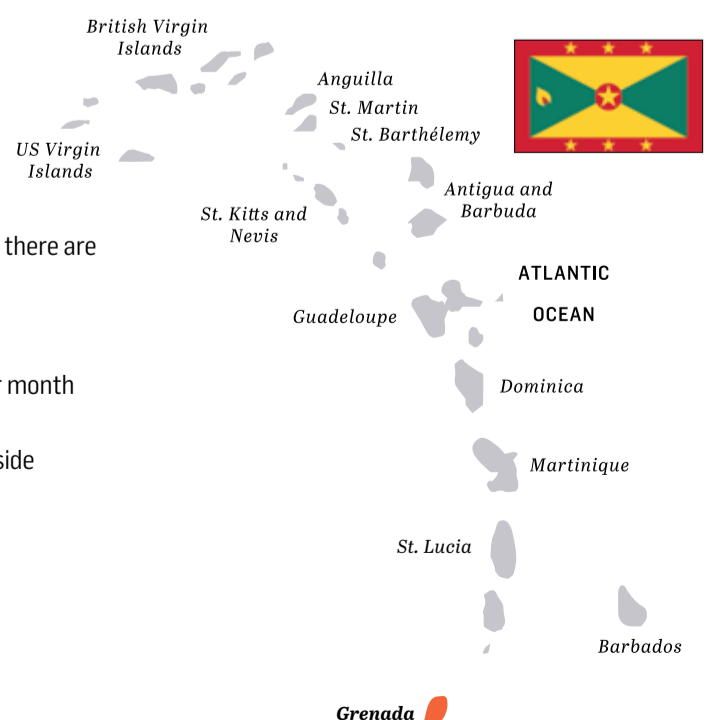 British Virgin
Islands
Anguilla
St. Martin
St. Barthélemy
US Virgin
Islands
Antigua and
Barbuda
St. Kitts and
Nevis
there are
ATLANTIC
OCEAN
Guadeloupe
month
Dominica
side
Martinique
St. Lucia
Barbados
Grenada